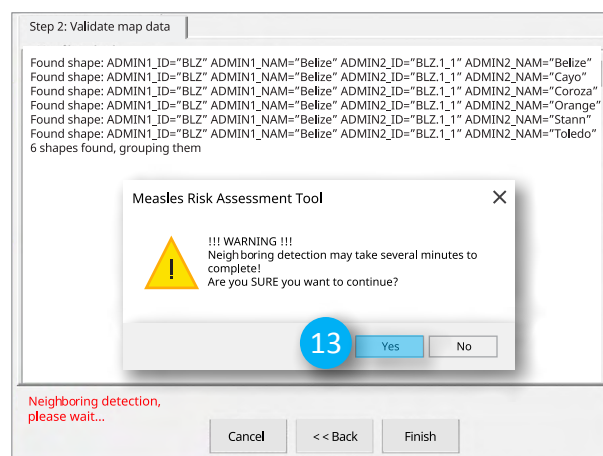 Step 2: Validate map data
Found shape: ADMIN1_ID="BLZ" ADMIN1_NAM="Belize" ADMIN2_ID="BLZ.1_1" ADMIN2_NAM="Belize"
Found shape: ADMIN1_ID="BLZ" ADMIN1_NAM="Belize" ADMIN2_ID="BLZ.1_1" ADMIN2_NAM="Cayo"
Found shape: ADMIN1_ID="BLZ" ADMIN1_NAM="Belize" ADMIN2_ID="BLZ.1_1" ADMIN2_NAM="Coroza"
Found shape: ADMIN1_ID="BLZ" ADMIN1_NAM="Belize" ADMIN2_ID="BLZ.1_1" ADMIN2_NAM="Orange"
Found shape: ADMIN1_ID="BLZ" ADMIN1_NAM="Belize" ADMIN2_ID="BLZ.1_1" ADMIN2_NAM="Stann"
Found shape: ADMIN1_ID="BLZ" ADMIN1_NAM="Belize" ADMIN2_ID="BLZ.1_1" ADMIN2_NAM="Toledo"
6 shapes found, grouping them
Measles Risk Assessment Tool
!!! WARNING !!!
Neighboring detection may take several minutes to
complete!
Are you SURE you want to continue?
13
Yes No
Neighboring detection,
please wait...
Cancel << Back Finish